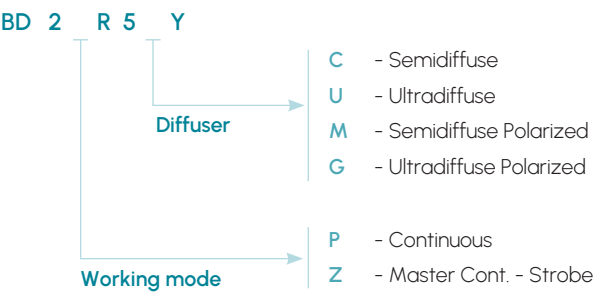 BD 2 _ R 5 _ Y
C - Semidiffuse
U - Ultradiffuse
Diffuser
M - Semidiffuse Polarized
G - Ultradiffuse Polarized
P - Continuous
Working mode
Z - Master Cont. - Strobe